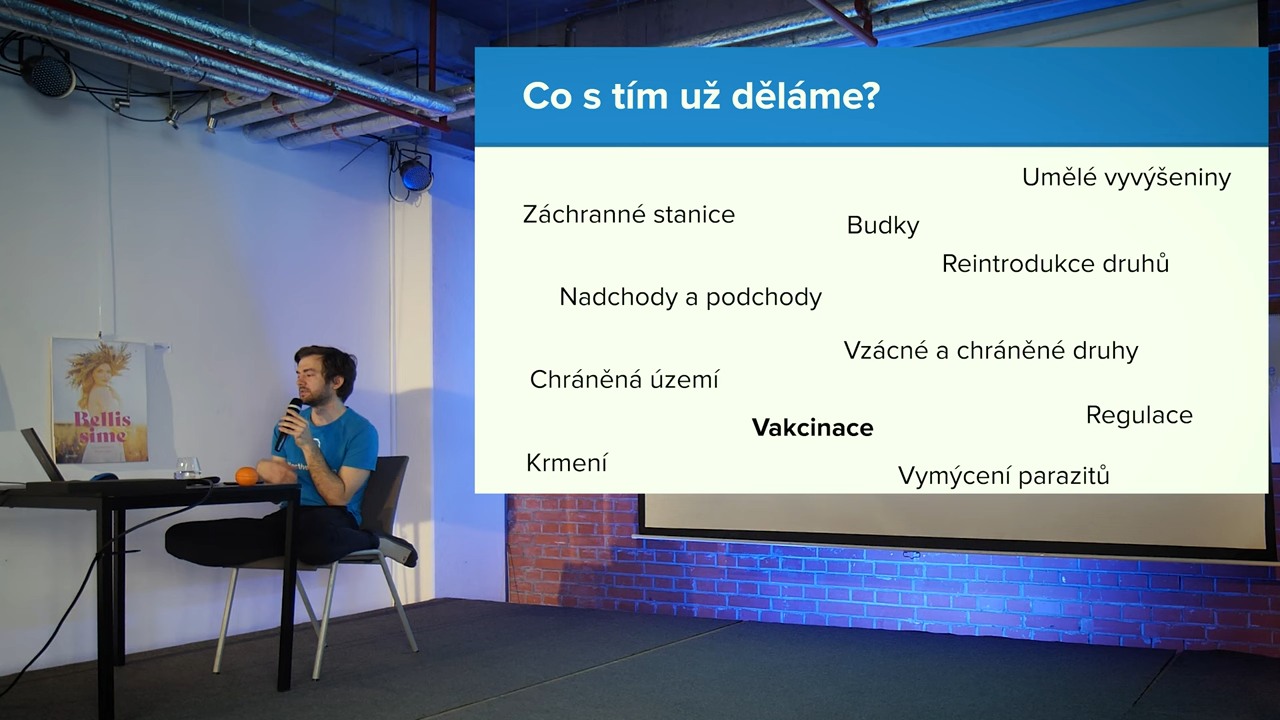 Co s tím už děláme?
Umělé vyvýšeniny
Záchranné stanice
Budky
Reintrodukce druhů
Nadchody a podchody
Vzácné a chráněné druhy
Chráněná území
Regulace
Vakcinace
Krmení
Vymýcení parazitů
Bellis
sime